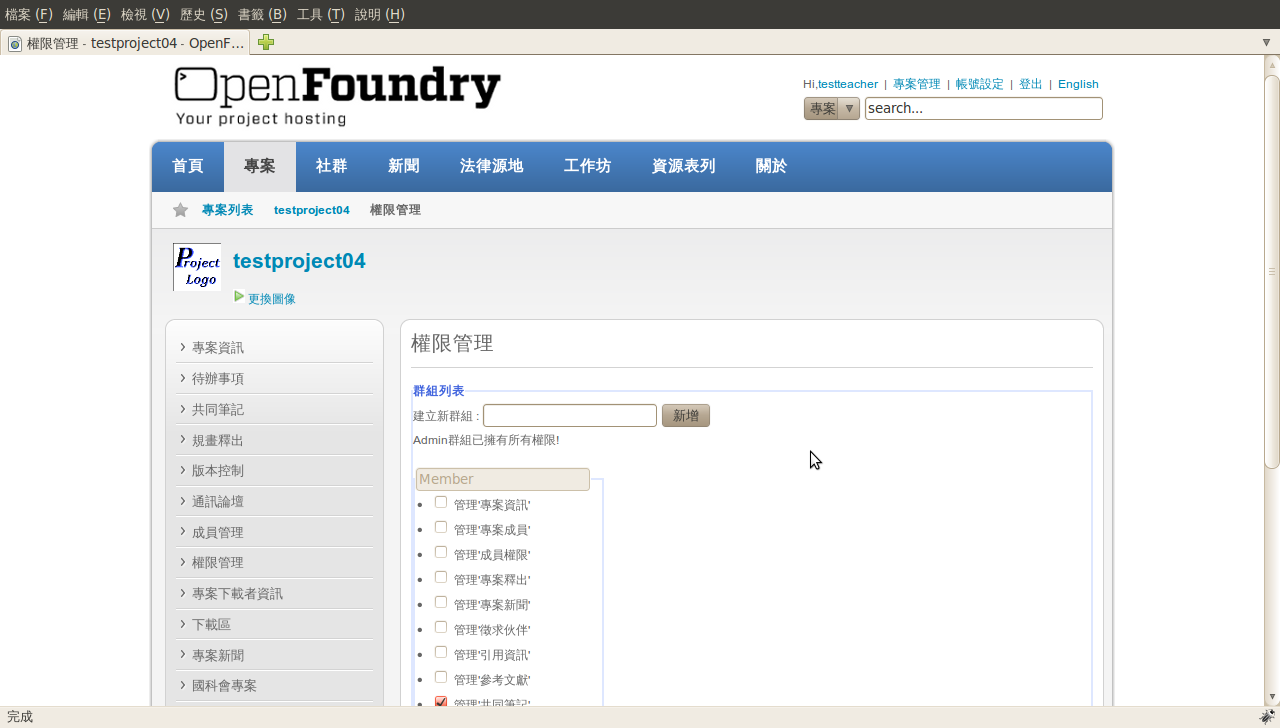 檔案 (F) 編輯 (E) 檢視 (V) 歷史 (S) 書籤 (B) 工具 (T) 說明 (H)
權限管理 - testproject04 - OpenF...
OpenFoundry
Your project hosting
Hi,testteacher | 專案管理 | 帳號設定 | 登出 | English
專案 search...
首頁 專案 社群 新聞 法律源地 工作坊 資源表列 關於
專案列表 testproject04 權限管理
Project
Logo
testproject04
更換圖像
專案資訊
待辦事項
共同筆記
規畫釋出
版本控制
通訊論壇
成員管理
權限管理
專案下載者資訊
下載區
專案新聞
國科會專案
權限管理
群組列表
建立新群組 : 新增
Admin群組已擁有所有權限!
Member
管理'專案資訊'
管理'專案成員'
管理'成員權限'
管理'專案釋出'
管理'專案新聞'
管理'徵求伙伴'
管理'引用資訊'
管理'參考文獻'
管理'共同筆記'
完成